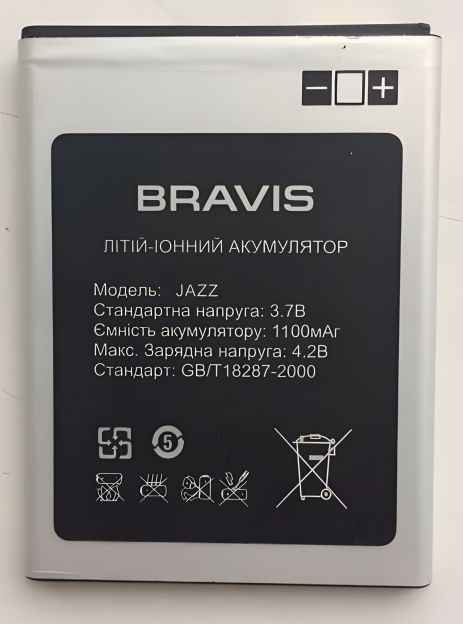 − +
BRAVIS
ЛІТІЙ-ІОННИЙ АКУМУЛЯТОР
Модель: JAZZ
Стандартна напруга: 3.7В
Ємність акумулятору: 1100мАг
Макс. Зарядна напруга: 4.2В
Стандарт: GB/T18287-2000
5